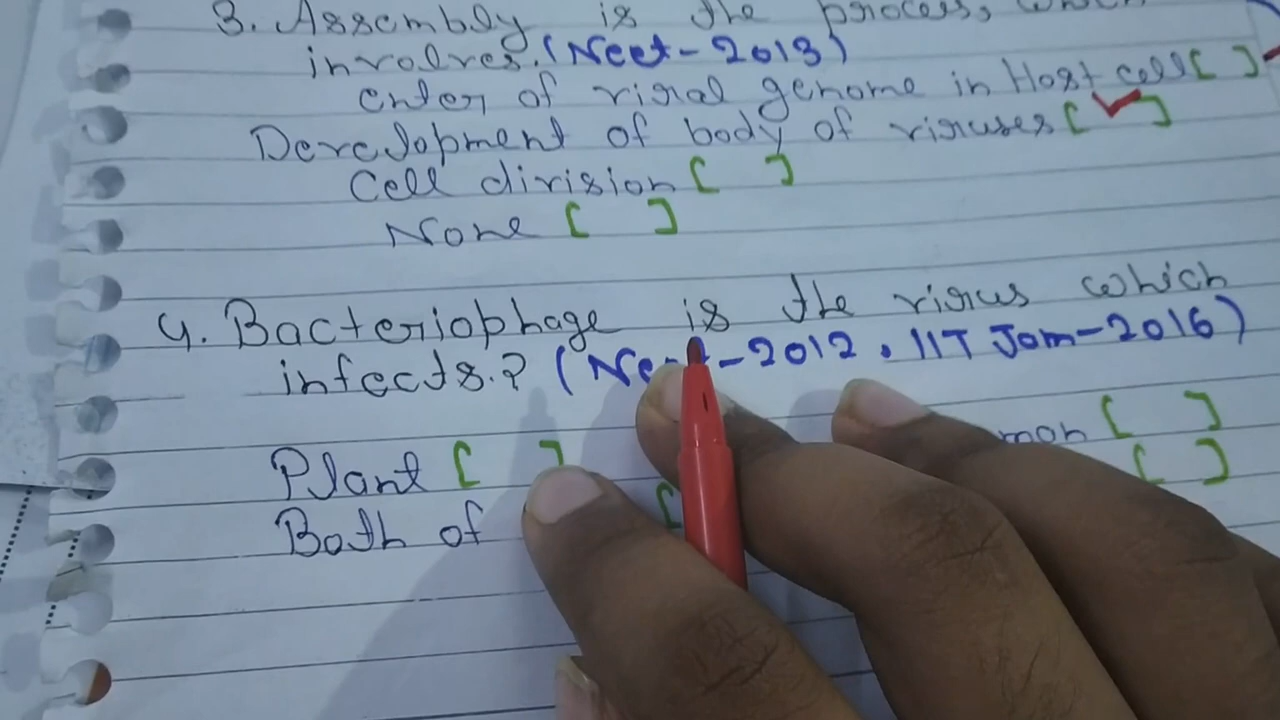 3. Assembly is the process, which
involves. (Neet-2013)
enter of viral genome in Host cell [ ]
Development of body of viruses [✓]
Cell division [ ]
None [ ]
4. Bacteriophage is the virus which
infects.? (Neet-2012, IIT Jam-2016)
Plant [ ] [ ]
Both of [ [ ]